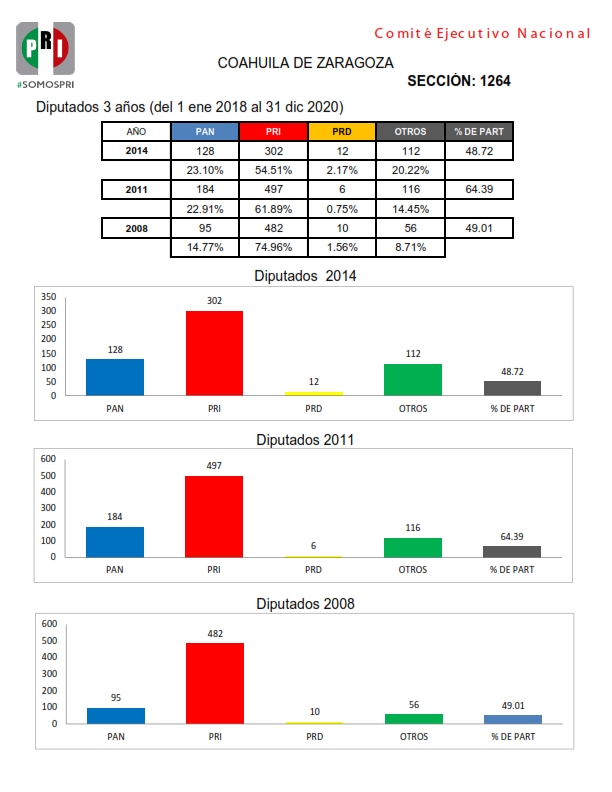 Comité Ejecutivo Nacional
PRI
#SOMOSPRI
COAHUILA DE ZARAGOZA
SECCIÓN: 1264
Diputados 3 años (del 1 ene 2018 al 31 dic 2020)
AÑO PAN PRI PRD OTROS % DE PART
2014 128 302 12 112 48.72
23.10% 54.51% 2.17% 20.22%
2011 184 497 6 116 64.39
22.91% 61.89% 0.75% 14.45%
2008 95 482 10 56 49.01
14.77% 74.96% 1.56% 8.71%
Diputados 2014
350
300
250
200
150
100
50
0
128
302
12
112
48.72
PAN PRI PRD OTROS % DE PART
Diputados 2011
600
500
400
300
200
100
0
184
497
6
116
64.39
PAN PRI PRD OTROS % DE PART
Diputados 2008
600
500
400
300
200
100
0
95
482
10
56
49.01
PAN PRI PRD OTROS % DE PART